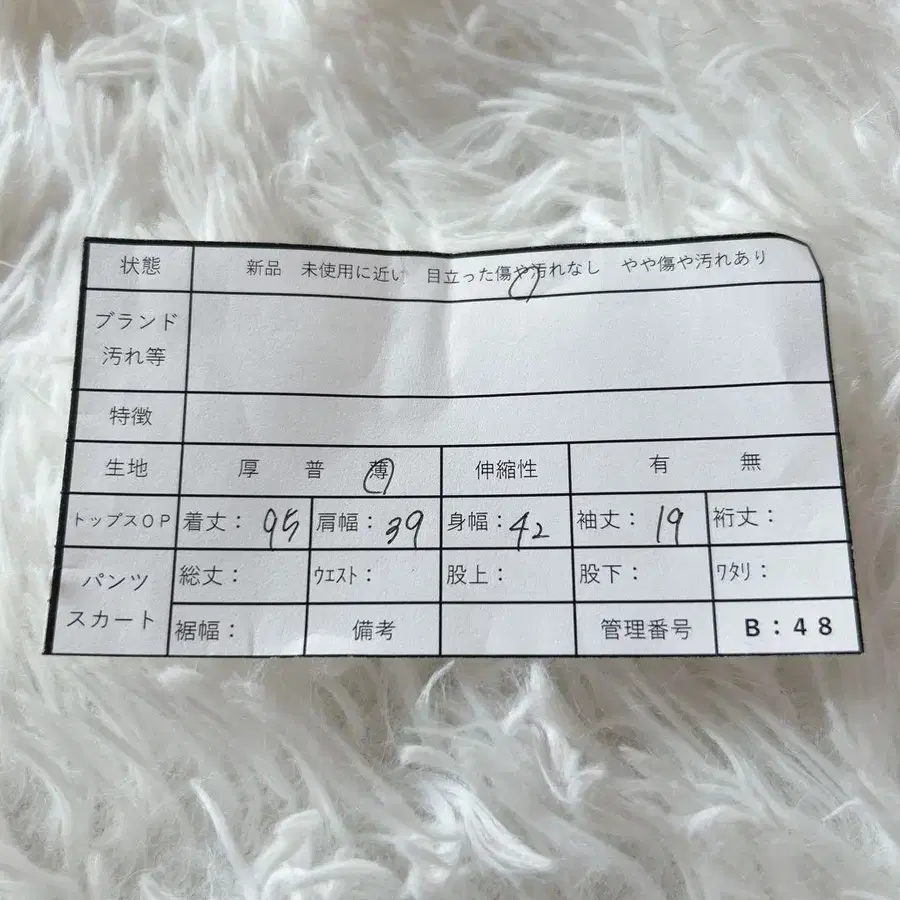 状態 新品 未使用に近い 目立った傷や汚れなし やや傷や汚れあり
ブランド
汚れ等
特徴
生地 厚 普 薄 伸縮性 有 無
トップスOP 着丈: 95 肩幅: 39 身幅: 42 袖丈: 19 裄丈:
パンツ
スカート
総丈: ウエスト: 股上: 股下: ワタリ:
裾幅: 備考 管理番号 B:48